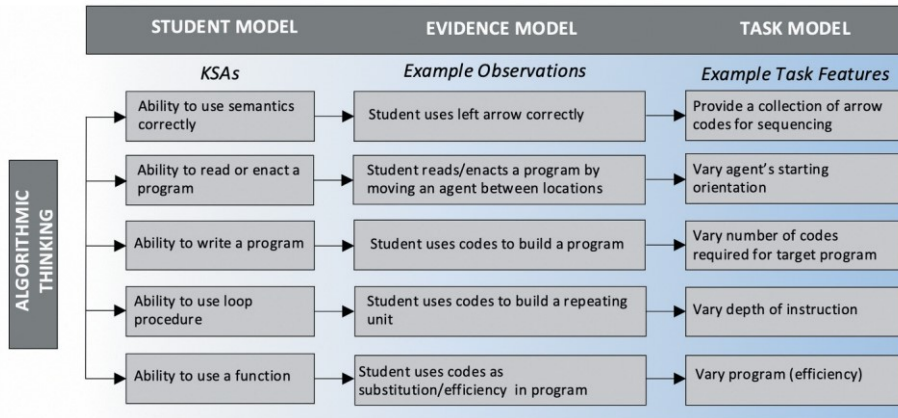 STUDENT MODEL
EVIDENCE MODEL
TASK MODEL
KSAs
Example Observations
Example Task Features
ALGORITHMIC
THINKING
Ability to use semantics
correctly
Student uses left arrow correctly
Provide a collection of arrow
codes for sequencing
Ability to read or enact a
program
Student reads/enacts a program by
moving an agent between locations
Vary agent's starting
orientation
Ability to write a program
Student uses codes to build a program
Vary number of codes
required for target program
Ability to use loop
procedure
Student uses codes to build a repeating
unit
Vary depth of instruction
Ability to use a function
Student uses codes as
substitution/efficiency in program
Vary program (efficiency)